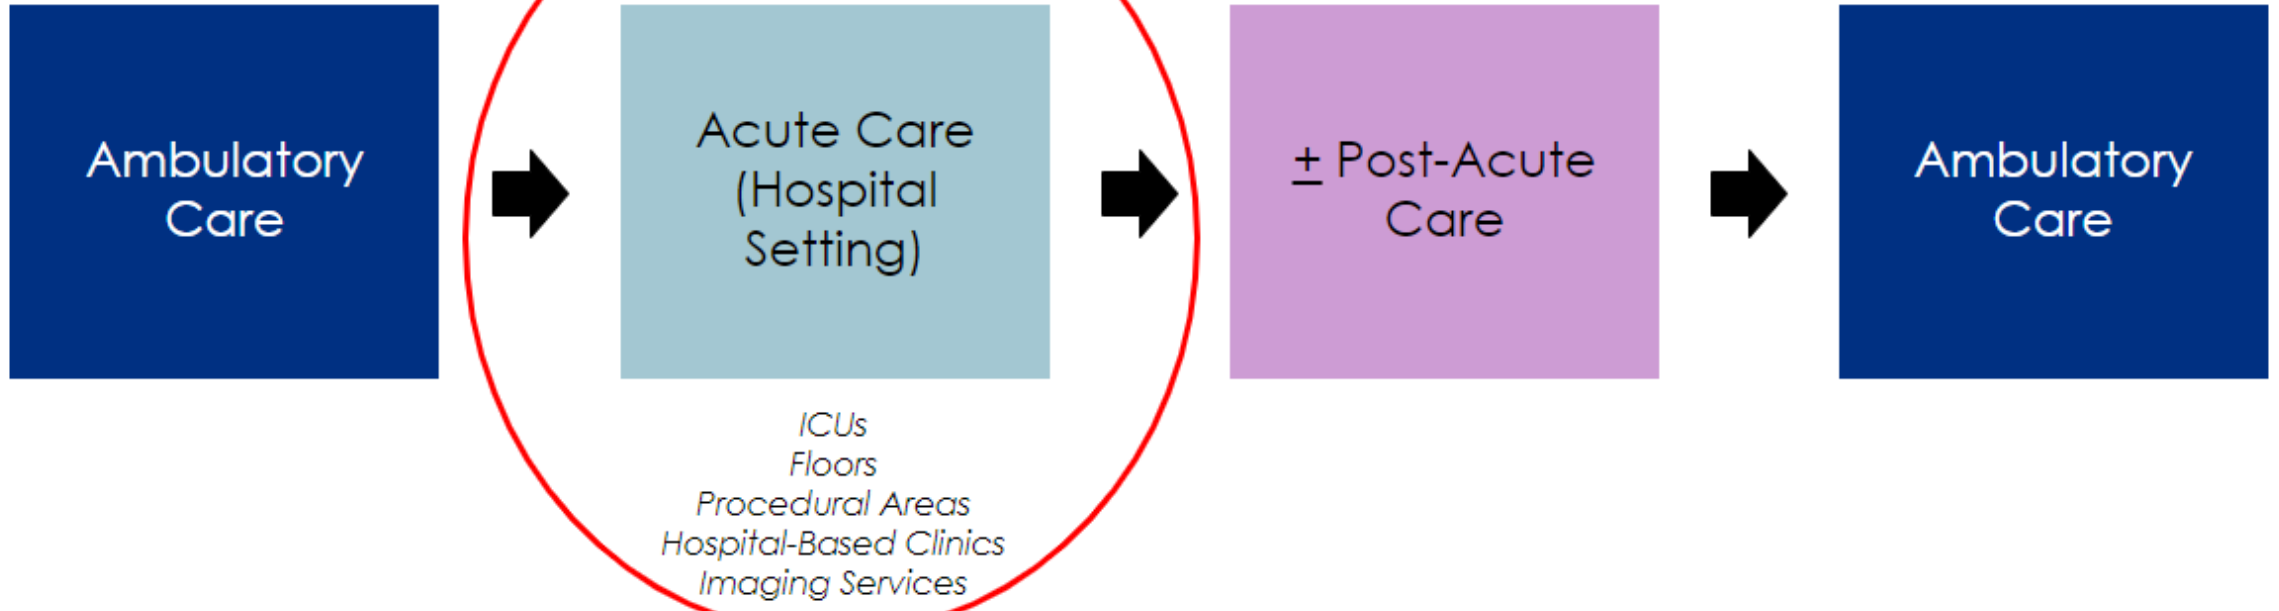 Ambulatory
Care
Acute Care
(Hospital
Setting)
± Post-Acute
Care
Ambulatory
Care
ICUs
Floors
Procedural Areas
Hospital-Based Clinics
Imaging Services